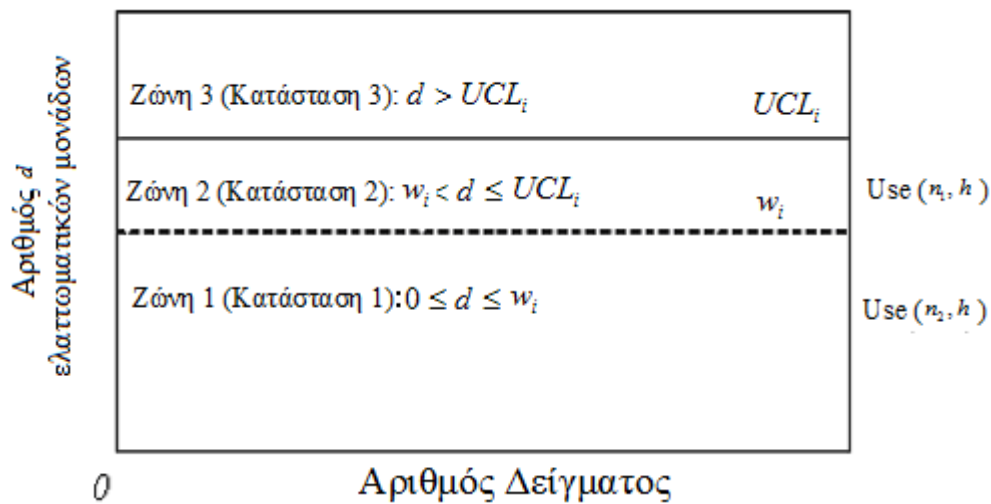 Αριθμός d
ελαττωματικών μονάδων
Ζώνη 3 (Κατάσταση 3): d > UCLᵢ
UCLᵢ
Ζώνη 2 (Κατάσταση 2): wᵢ < d ≤ UCLᵢ
wᵢ
Use (n₁, h)
Ζώνη 1 (Κατάσταση 1): 0 ≤ d ≤ wᵢ
Use (n₂, h)
0
Αριθμός Δείγματος